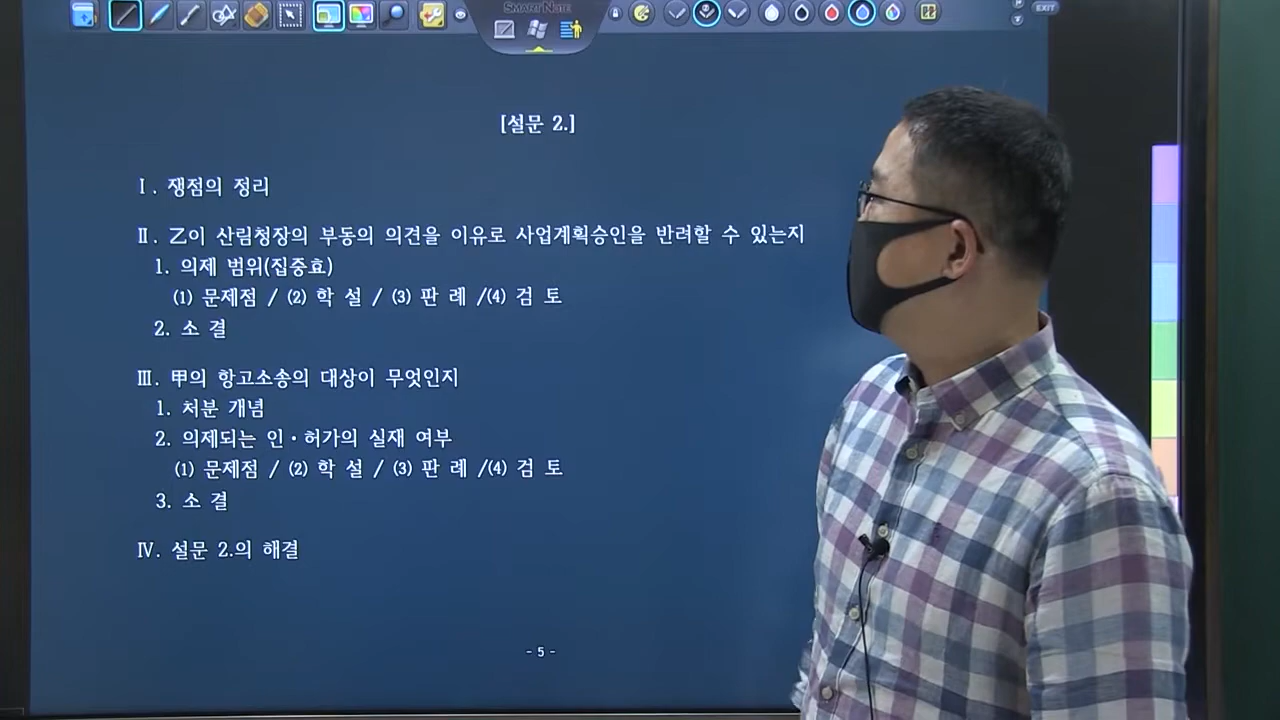 SMART NOTE
EXIT
[설문 2.]
Ⅰ. 쟁점의 정리
Ⅱ. 乙이 산림청장의 부동의 의견을 이유로 사업계획승인을 반려할 수 있는지
1. 의제 범위(집중효)
⑴ 문제점 / ⑵ 학 설 / ⑶ 판 례 /⑷ 검 토
2. 소 결
Ⅲ. 甲의 항고소송의 대상이 무엇인지
1. 처분 개념
2. 의제되는 인·허가의 실재 여부
⑴ 문제점 / ⑵ 학 설 / ⑶ 판 례 /⑷ 검 토
3. 소 결
Ⅳ. 설문 2.의 해결
- 5 -